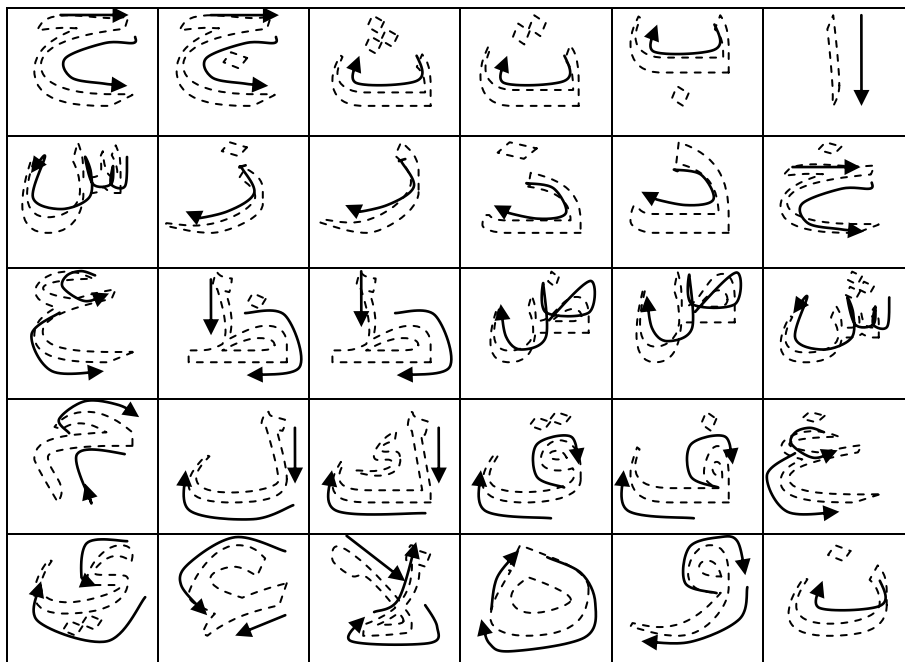 ا ب ت ث ج ح
خ د ذ ر ز س
ش ص ض ط ظ ع
غ ف ق ك ل م
ن و ه لا ء ي